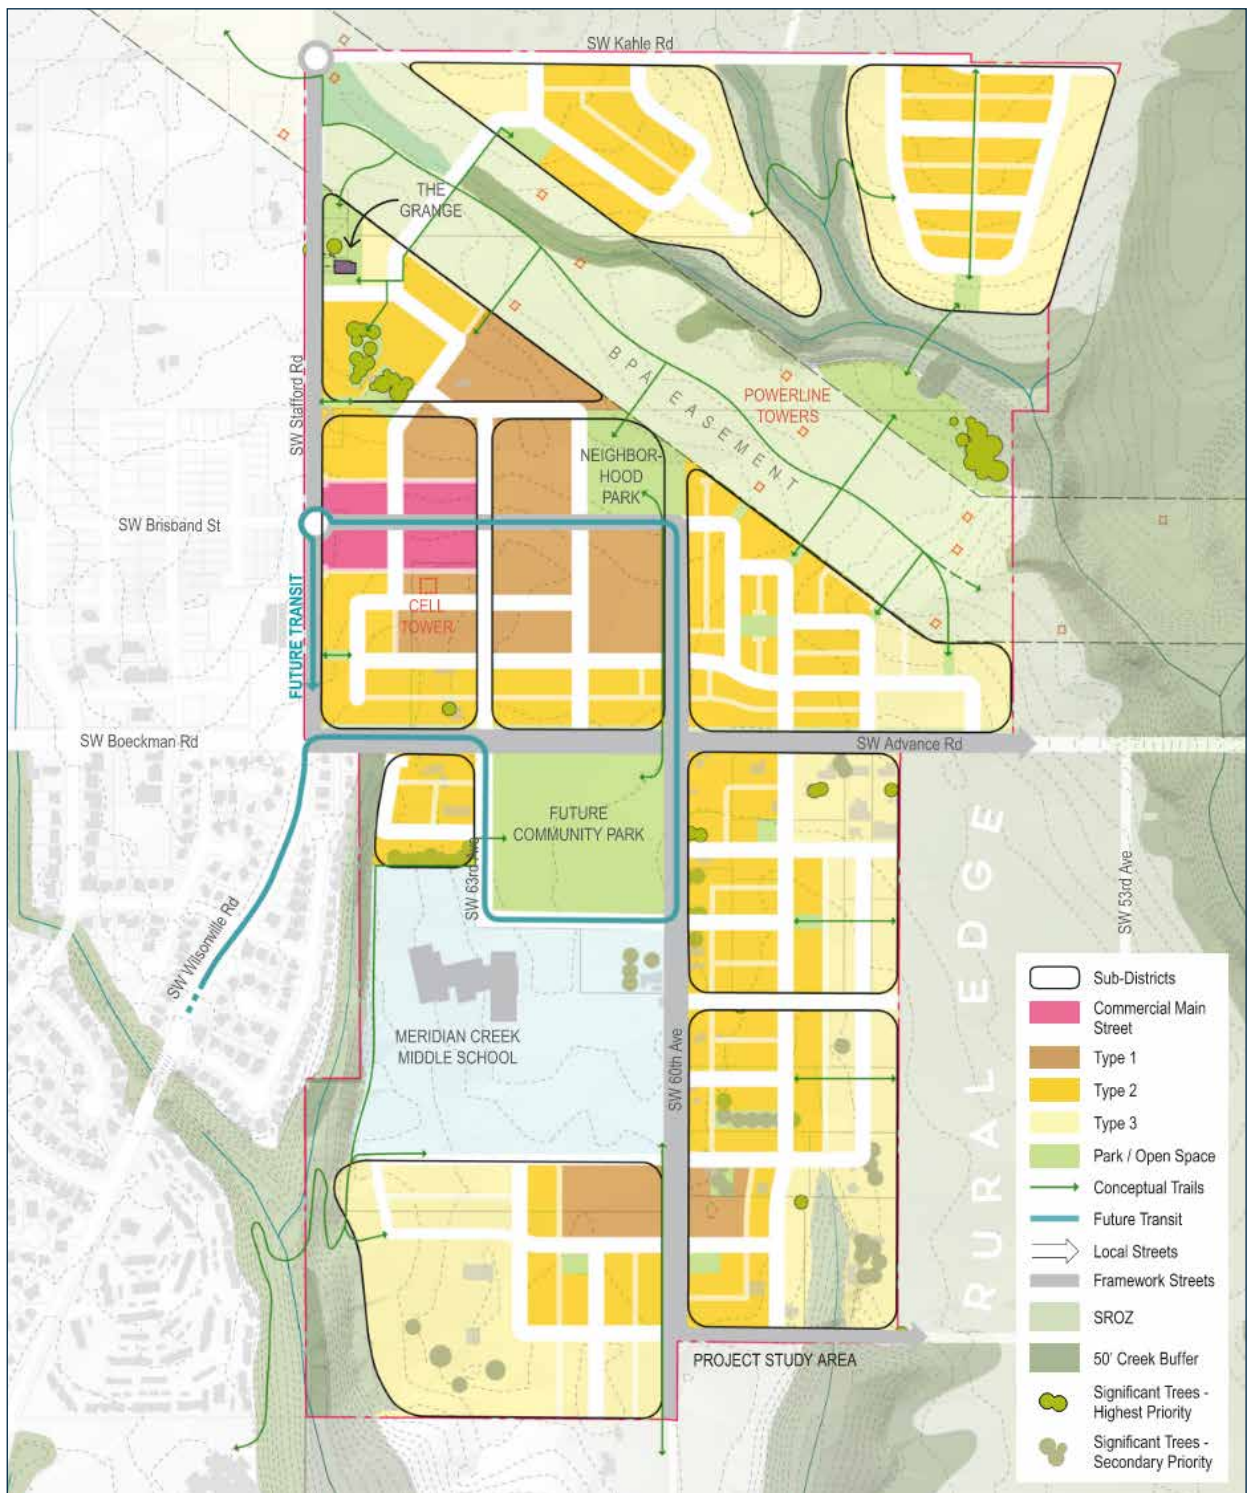 SW Kahle Rd
THE
GRANGE
SW Stafford Rd
BPA EASEMENT
POWERLINE
TOWERS
NEIGHBOR-
HOOD
PARK
SW Brisband St
FUTURE TRANSIT
CELL
TOWER
SW Boeckman Rd
SW Advance Rd
FUTURE
COMMUNITY PARK
SW 63rd Ave
SW Wilsonville Rd
RURAL EDGE
SW 53rd Ave
MERIDIAN CREEK
MIDDLE SCHOOL
SW 60th Ave
PROJECT STUDY AREA
Sub-Districts
Commercial Main
Street
Type 1
Type 2
Type 3
Park / Open Space
Conceptual Trails
Future Transit
Local Streets
Framework Streets
SROZ
50' Creek Buffer
Significant Trees -
Highest Priority
Significant Trees -
Secondary Priority